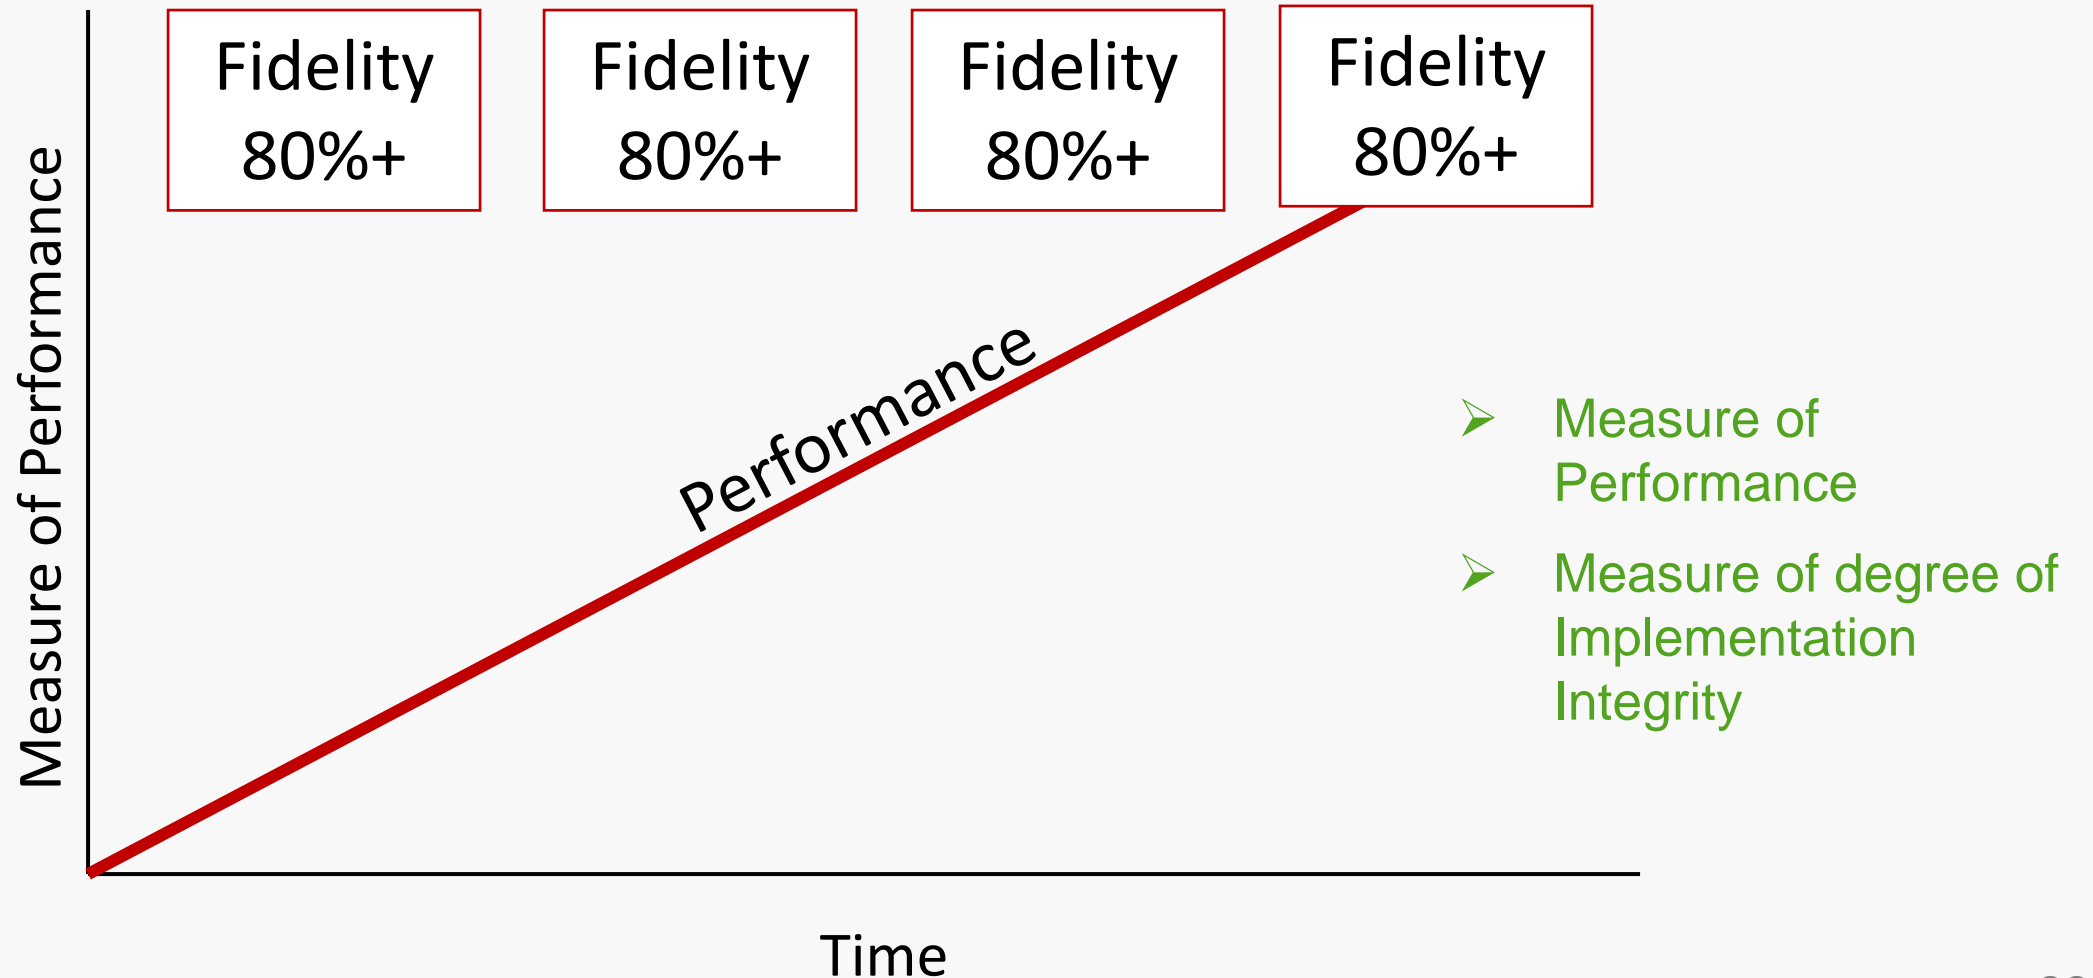 Fidelity
80%+
Fidelity
80%+
Fidelity
80%+
Fidelity
80%+
Measure of Performance
Performance
Measure of
Performance
Measure of degree of
Implementation
Integrity
Time